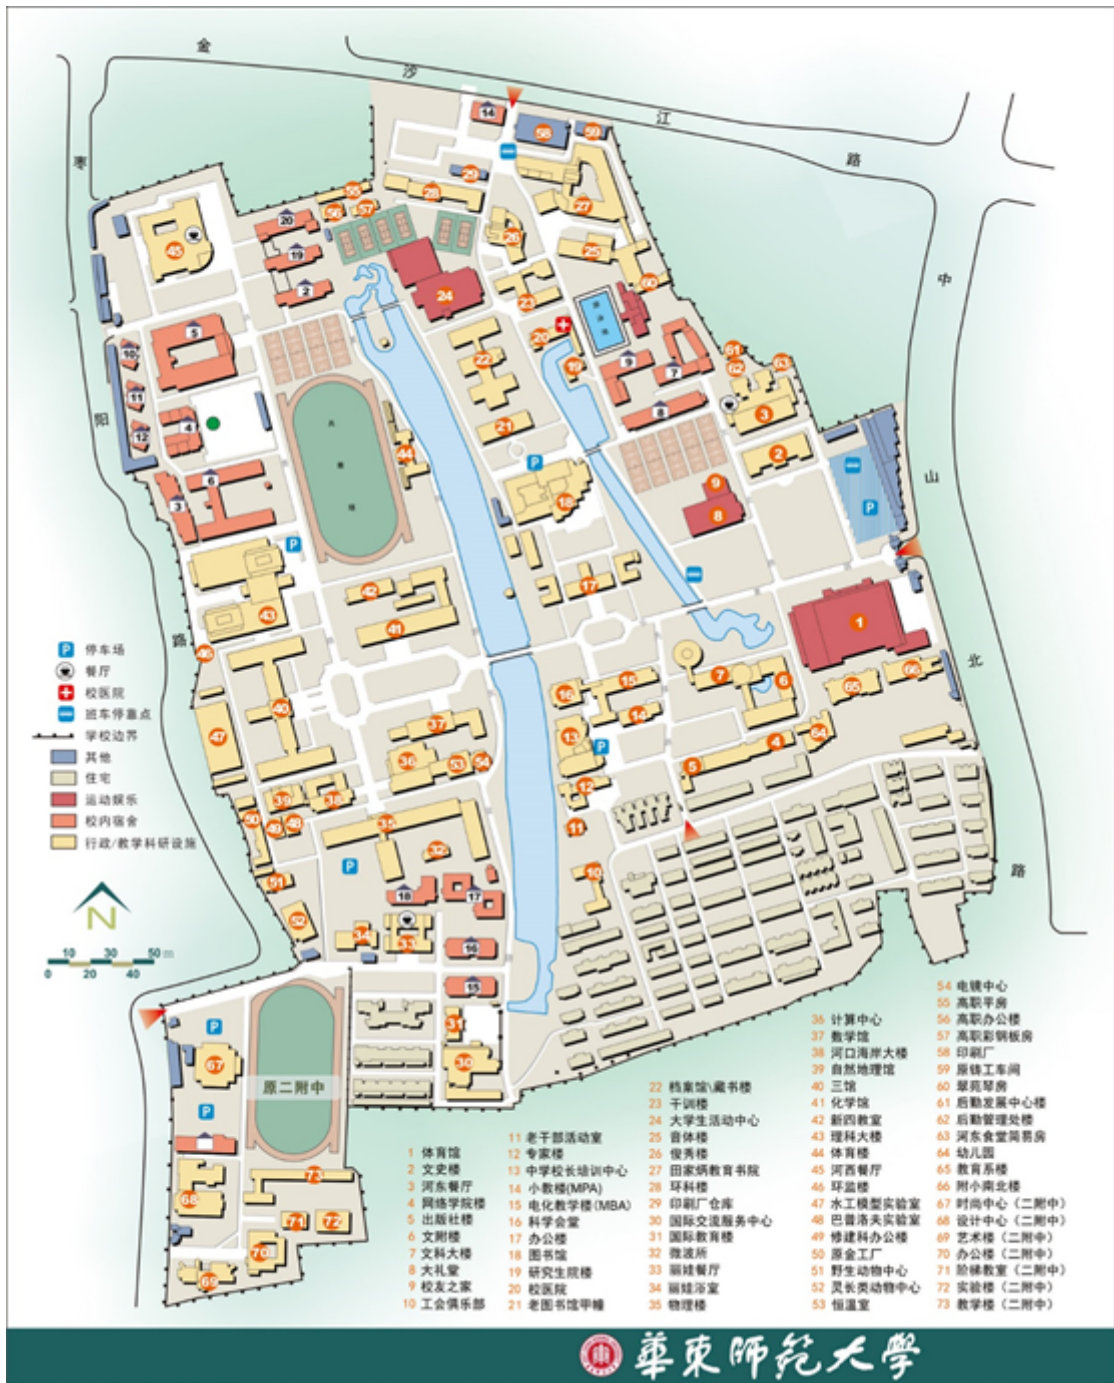 金
沙
江
路
枣
阳
路
中
山
北
路
游泳池
大
操
场
原二附中
停车场
餐厅
校医院
班车停靠点
学校边界
其他
住宅
运动娱乐
校内宿舍
行政/教学科研设施
N
10 30 50 m
0 20 40
1 体育馆
2 文史楼
3 河东餐厅
4 网络学院楼
5 出版社楼
6 文附楼
7 文科大楼
8 大礼堂
9 校友之家
10 工会俱乐部
11 老干部活动室
12 专家楼
13 中学校长培训中心
14 小教楼(MPA)
15 电化教学楼(MBA)
16 科学会堂
17 办公楼
18 图书馆
19 研究生院楼
20 校医院
21 老图书馆甲幢
22 档案馆\藏书楼
23 干训楼
24 大学生活动中心
25 音体楼
26 俊秀楼
27 田家炳教育书院
28 环科楼
29 印刷厂仓库
30 国际交流服务中心
31 国际教育楼
32 微波所
33 丽娃餐厅
34 丽娃浴室
35 物理楼
36 计算中心
37 数学馆
38 河口海岸大楼
39 自然地理馆
40 三馆
41 化学馆
42 新四教室
43 理科大楼
44 体育楼
45 河西餐厅
46 环监楼
47 水工模型实验室
48 巴普洛夫实验室
49 修建科办公楼
50 原金工厂
51 野生动物中心
52 灵长类动物中心
53 恒温室
54 电镜中心
55 高职平房
56 高职办公楼
57 高职彩钢板房
58 印刷厂
59 原铸工车间
60 翠苑琴房
61 后勤发展中心楼
62 后勤管理处楼
63 河东食堂简易房
64 幼儿园
65 教育系楼
66 附小南北楼
67 时尚中心（二附中）
68 设计中心（二附中）
69 艺术楼（二附中）
70 办公楼（二附中）
71 阶梯教室（二附中）
72 实验楼（二附中）
73 教学楼（二附中）
華東師範大學